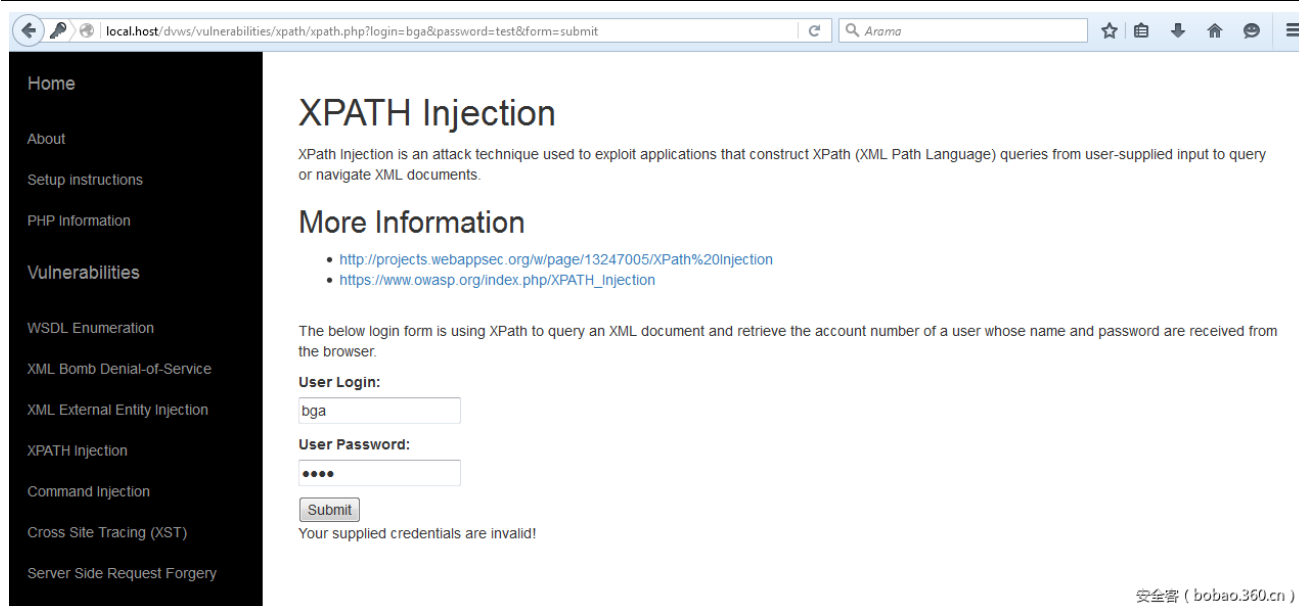 local.host/dvws/vulnerabilities/xpath/xpath.php?login=bga&password=test&form=submit
Arama
Home
About
Setup instructions
PHP Information
Vulnerabilities
WSDL Enumeration
XML Bomb Denial-of-Service
XML External Entity Injection
XPATH Injection
Command Injection
Cross Site Tracing (XST)
Server Side Request Forgery
XPATH Injection
XPath Injection is an attack technique used to exploit applications that construct XPath (XML Path Language) queries from user-supplied input to query
or navigate XML documents.
More Information
• http://projects.webappsec.org/w/page/13247005/XPath%20Injection
• https://www.owasp.org/index.php/XPATH_Injection
The below login form is using XPath to query an XML document and retrieve the account number of a user whose name and password are received from
the browser.
User Login:
bga
User Password:
••••
Submit
Your supplied credentials are invalid!
安全客 ( bobao.360.cn )